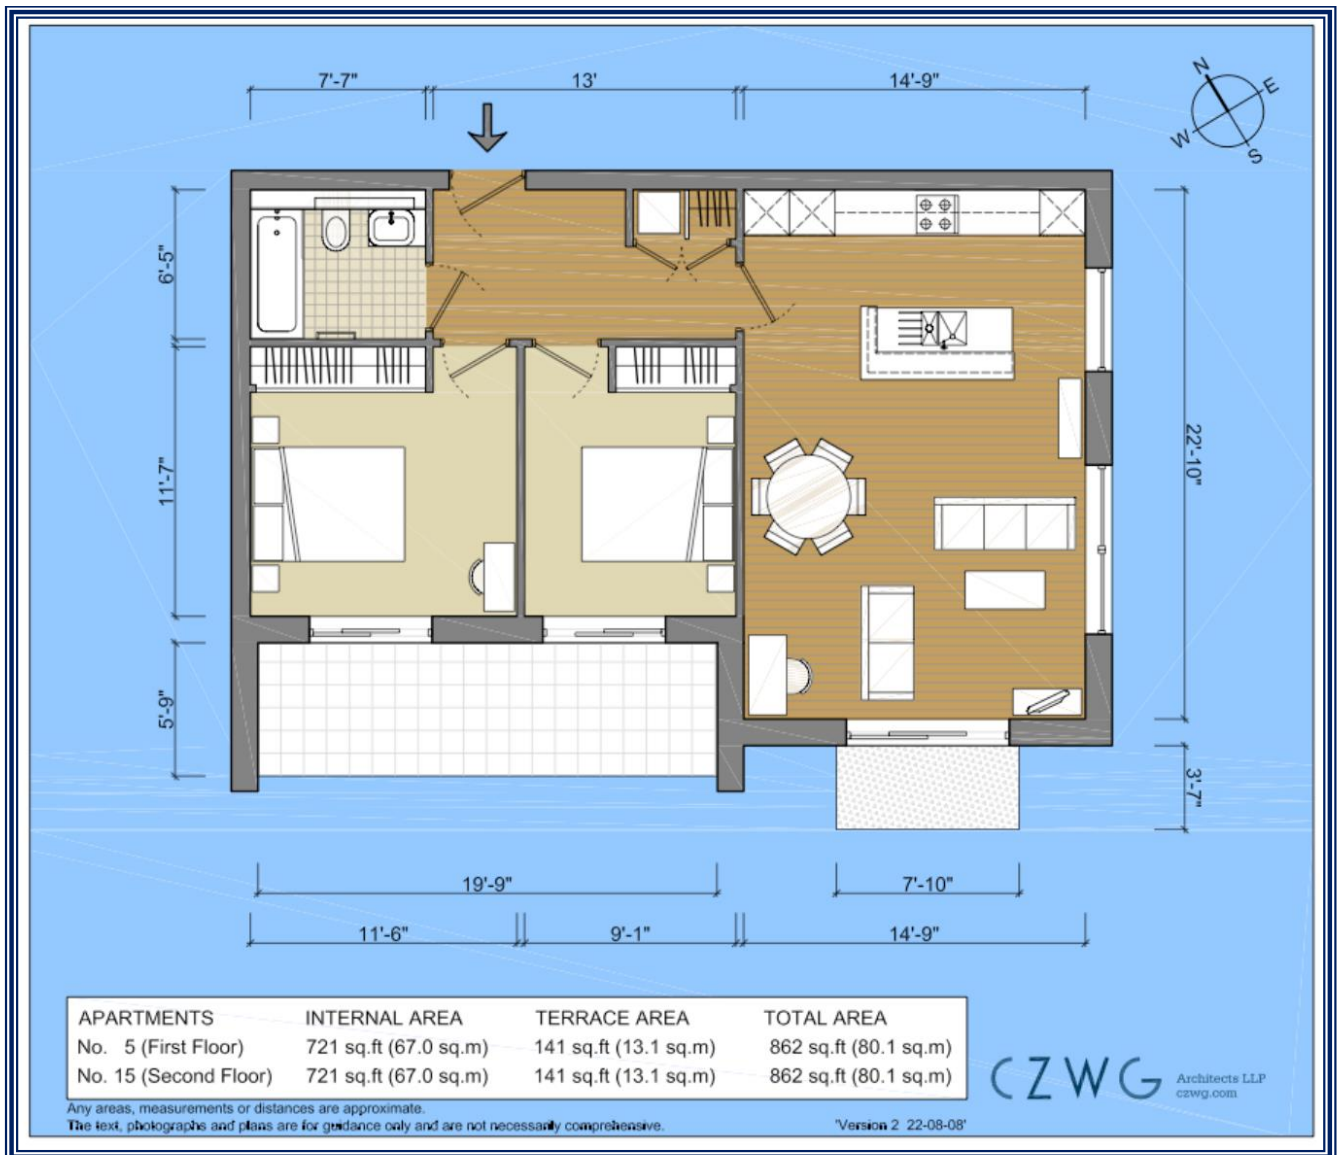 7'-7" 13' 14'-9"
N
E
W
S
6'-5"
11'-7"
5'-9"
22'-10"
3'-7"
19'-9" 7'-10"
11'-6" 9'-1" 14'-9"
APARTMENTS INTERNAL AREA TERRACE AREA TOTAL AREA
No. 5 (First Floor) 721 sq.ft (67.0 sq.m) 141 sq.ft (13.1 sq.m) 862 sq.ft (80.1 sq.m)
No. 15 (Second Floor) 721 sq.ft (67.0 sq.m) 141 sq.ft (13.1 sq.m) 862 sq.ft (80.1 sq.m)
CZWG Architects LLP
czwg.com
Any areas, measurements or distances are approximate.
The text, photographs and plans are for guidance only and are not necessarily comprehensive. 'Version 2 22-08-08'